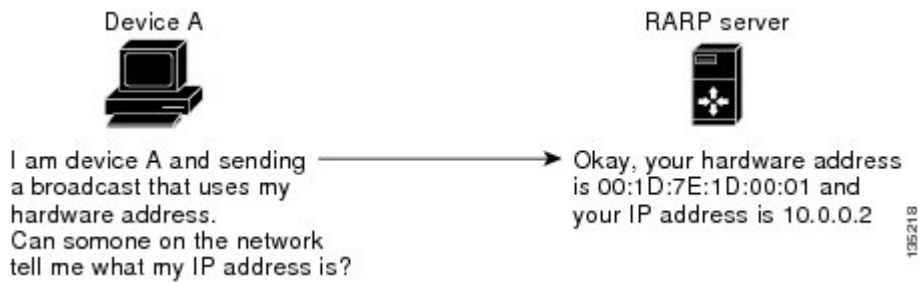 Device A
RARP server
I am device A and sending
a broadcast that uses my
hardware address.
Can somone on the network
tell me what my IP address is?
Okay, your hardware address
is 00:1D:7E:1D:00:01 and
your IP address is 10.0.0.2
135218